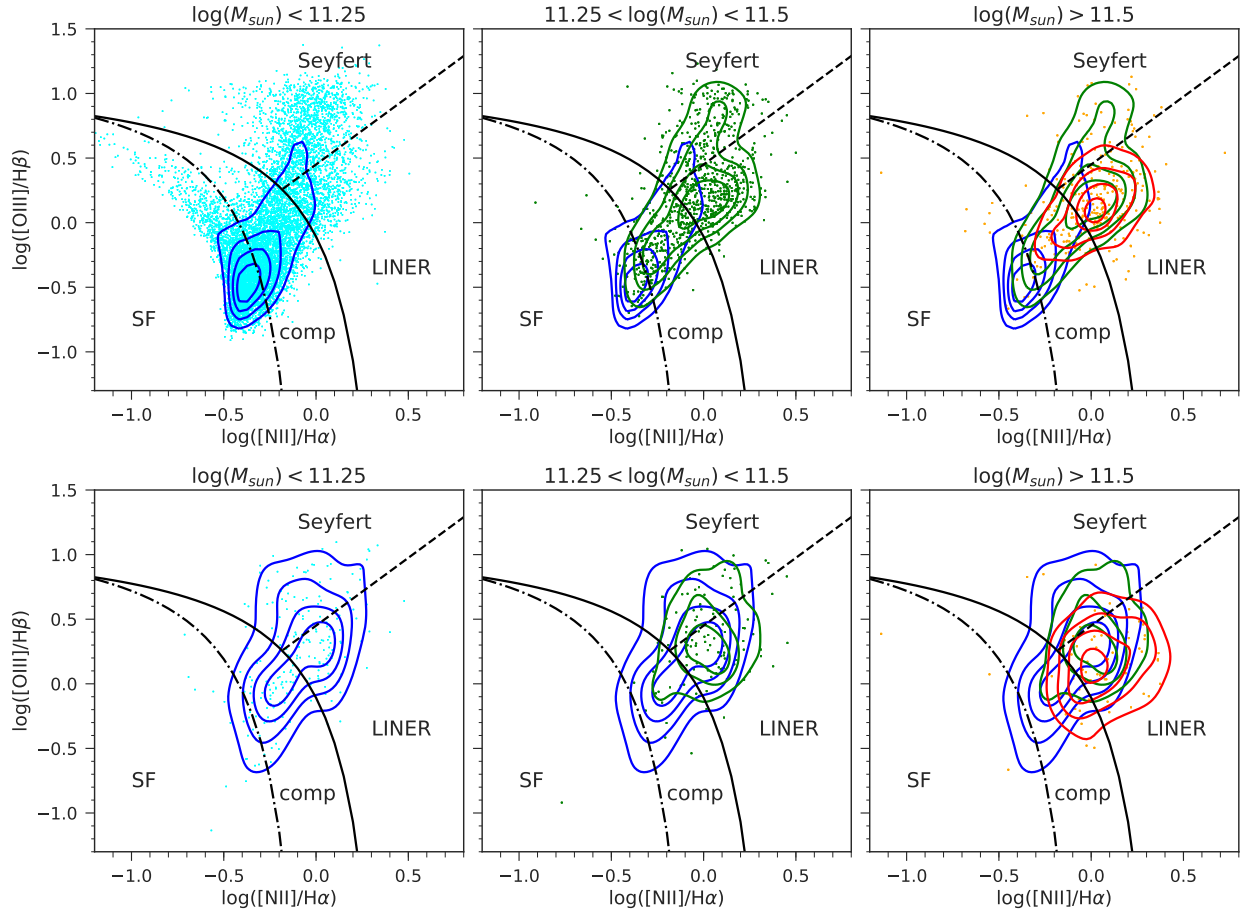 log(M_sun) < 11.25
11.25 < log(M_sun) < 11.5
log(M_sun) > 11.5
1.5
1.0
0.5
0.0
−0.5
−1.0
log([OIII]/Hβ)
Seyfert
LINER
SF
comp
Seyfert
LINER
SF
comp
Seyfert
LINER
SF
comp
−1.0 −0.5 0.0 0.5
−1.0 −0.5 0.0 0.5
−1.0 −0.5 0.0 0.5
log([NII]/Hα)
log([NII]/Hα)
log([NII]/Hα)
log(M_sun) < 11.25
11.25 < log(M_sun) < 11.5
log(M_sun) > 11.5
1.5
1.0
0.5
0.0
−0.5
−1.0
log([OIII]/Hβ)
Seyfert
LINER
SF
comp
Seyfert
LINER
SF
comp
Seyfert
LINER
SF
comp
−1.0 −0.5 0.0 0.5
−1.0 −0.5 0.0 0.5
−1.0 −0.5 0.0 0.5
log([NII]/Hα)
log([NII]/Hα)
log([NII]/Hα)